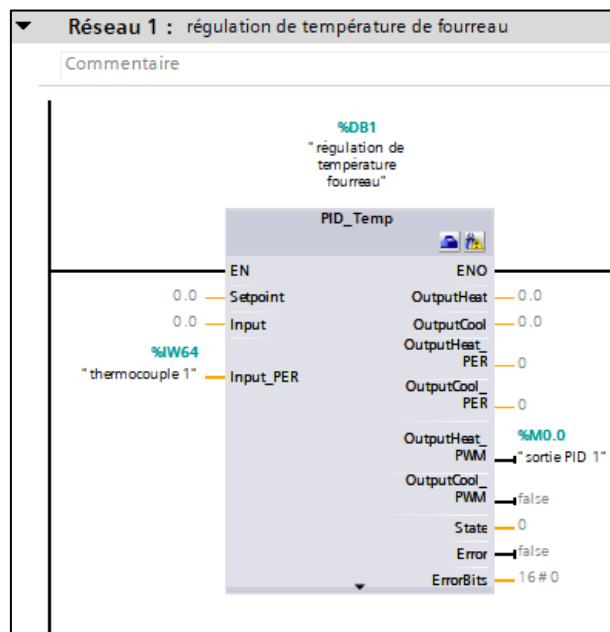 Réseau 1 : régulation de température de fourreau
Commentaire
%DB1
"régulation de
température
fourreau"
PID_Temp
EN
ENO
0.0
Setpoint
OutputHeat
0.0
0.0
Input
OutputCool
0.0
%IW64
"thermocouple 1"
Input_PER
OutputHeat_
PER
0
OutputCool_
PER
0
OutputHeat_
PWM
%M0.0
"sortie PID 1"
OutputCool_
PWM
false
State
0
Error
false
ErrorBits
16#0